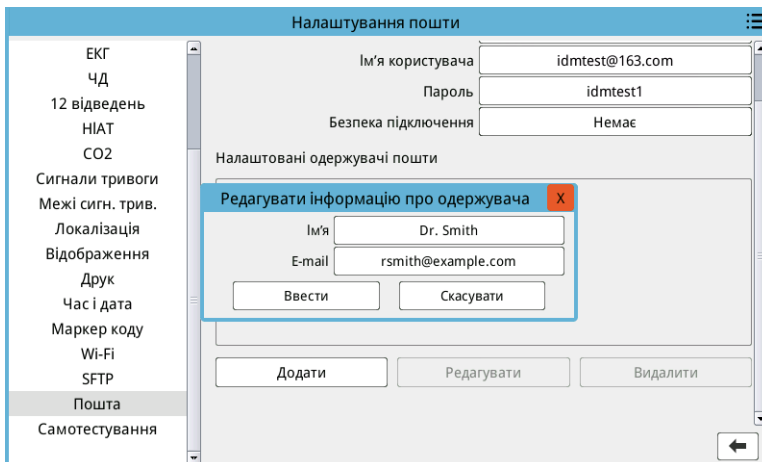 Налаштування пошти
ЕКГ
ЧД
12 відведень
НІАТ
CO2
Сигнали тривоги
Межі сигн. трив.
Локалізація
Відображення
Друк
Час і дата
Маркер коду
Wi-Fi
SFTP
Пошта
Самотестування
Ім’я користувача idmtest@163.com
Пароль idmtest1
Безпека підключення Немає
Налаштовані одержувачі пошти
Редагувати інформацію про одержувача X
Ім’я Dr. Smith
E-mail rsmith@example.com
Ввести Скасувати
Додати Редагувати Видалити